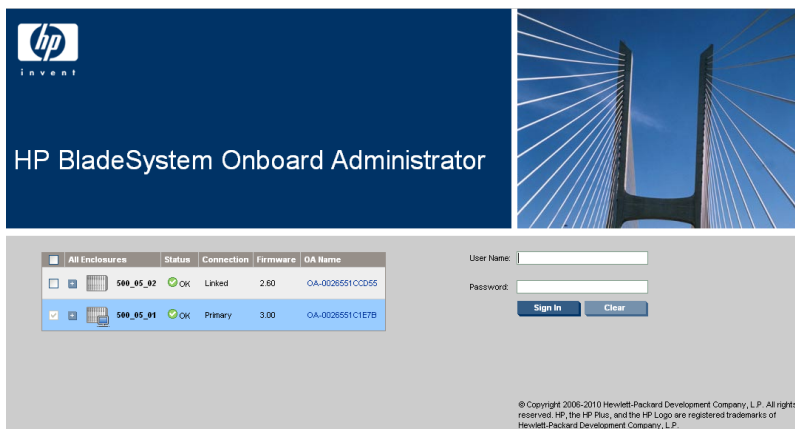 hp
invent
HP BladeSystem Onboard Administrator
All Enclosures Status Connection Firmware OA Name
500_05_02 OK Linked 2.60 OA-0026551CCD55
500_05_01 OK Primary 3.00 OA-0026551C1E7B
User Name:
Password:
Sign In Clear
© Copyright 2006-2010 Hewlett-Packard Development Company, L.P. All rights
reserved. HP, the HP Plus, and the HP Logo are registered trademarks of
Hewlett-Packard Development Company, L.P.